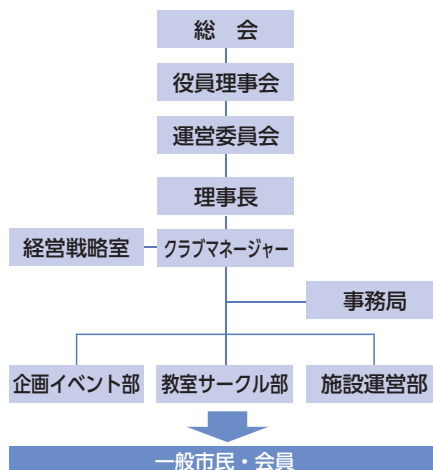 総　会
役員理事会
運営委員会
理事長
経営戦略室
クラブマネージャー
事務局
企画イベント部
教室サークル部
施設運営部
一般市民・会員